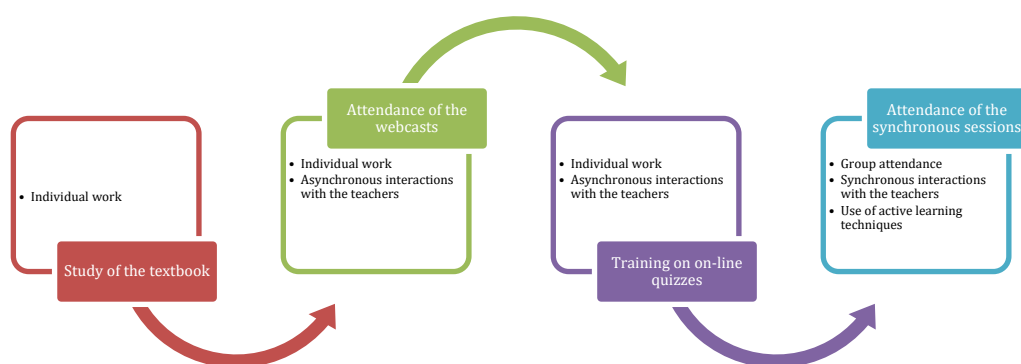 • Individual work
Study of the textbook
Attendance of the
webcasts
• Individual work
• Asynchronous interactions
with the teachers
• Individual work
• Asynchronous interactions
with the teachers
Training on on-line
quizzes
Attendance of the
synchronous sessions
• Group attendance
• Synchronous interactions
with the teachers
• Use of active learning
techniques